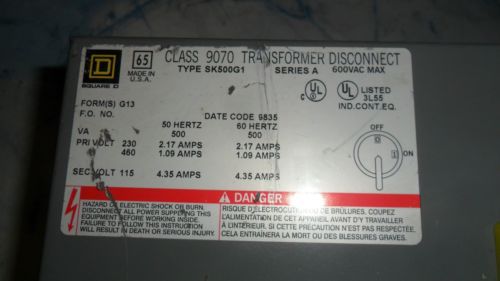 D
SQUARE D
65
MADE IN
U.S.A.
CLASS 9070 TRANSFORMER DISCONNECT
TYPE SK500G1 SERIES A 600VAC MAX
UL UL LISTED
3L55
IND.CONT.EQ.
FORM(S) G13
F.O. NO. DATE CODE 9835
50 HERTZ 60 HERTZ
VA 500 500
PRI VOLT 230 2.17 AMPS 2.17 AMPS
460 1.09 AMPS 1.09 AMPS
SEC VOLT 115 4.35 AMPS 4.35 AMPS
OFF
ON
DANGER
HAZARD OF ELECTRIC SHOCK OR BURN.
DISCONNECT ALL POWER SUPPLYING THIS
EQUIPMENT BEFORE WORKING INSIDE.
FAILURE TO FOLLOW THIS INSTRUCTION
WILL RESULT IN DEATH OR SERIOUS INJURY.
RISQUE D'ELECTROCUTION OU DE BRULURES, COUPEZ
L'ALIMENTATION DE CET APPAREIL AVANT D'Y TRAVAILLER
À L'INTÉRIEUR. SI CETTE PRÉCAUTION N'EST PAS RESPECTÉE,
CELA ENTRAÎNERA LA MORT OU DES BLESSURES GRAVES.